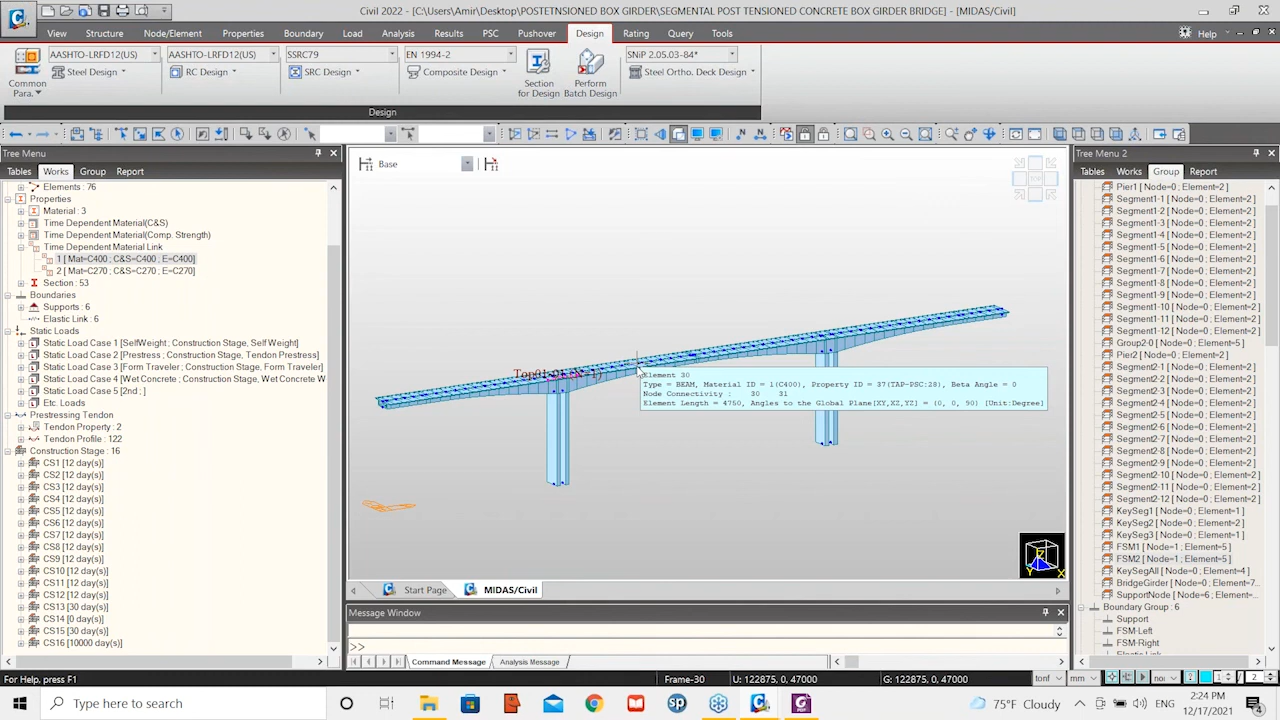 Civil 2022 - [C:\Users\Amir\Desktop\POSTETNSIONED BOX GIRDER\SEGMENTAL POST TENSIONED CONCRETE BOX GIRDER BRIDGE] - [MIDAS/Civil]
View Structure Node/Element Properties Boundary Load Analysis Results PSC Pushover Design Rating Query Tools Help
AASHTO-LRFD12(US) AASHTO-LRFD12(US) SSRC79 EN 1994-2 SNiP 2.05.03-84*
Common Para.
Steel Design RC Design SRC Design Composite Design Section for Design Perform Batch Design Steel Ortho. Deck Design
Design
Tree Menu
Tables Works Group Report
Elements: 76
Properties
Material : 3
Time Dependent Material(C&S)
Time Dependent Material(Comp. Strength)
Time Dependent Material Link
1 [ Mat=C400 ; C&S=C400 ; E=C400]
2 [ Mat=C270 ; C&S=C270 ; E=C270]
Section : 53
Boundaries
Supports : 6
Elastic Link : 6
Static Loads
Static Load Case 1 [SelfWeight ; Construction Stage, Self Weight]
Static Load Case 2 [Prestress ; Construction Stage, Tendon Prestress]
Static Load Case 3 [Form Traveler ; Construction Stage, Form Traveler]
Static Load Case 4 [Wet Concrete ; Construction Stage, Wet Concrete W
Static Load Case 5 [2nd ; ]
Etc. Loads
Prestressing Tendon
Tendon Property : 2
Tendon Profile : 122
Construction Stage : 16
CS1 [12 day(s)]
CS2 [12 day(s)]
CS3 [12 day(s)]
CS4 [12 day(s)]
CS5 [12 day(s)]
CS6 [12 day(s)]
CS7 [12 day(s)]
CS8 [12 day(s)]
CS9 [12 day(s)]
CS10 [12 day(s)]
CS11 [12 day(s)]
CS12 [12 day(s)]
CS13 [30 day(s)]
CS14 [0 day(s)]
CS15 [30 day(s)]
CS16 [10000 day(s)]
Base
TOP
Element 30
Type = BEAM, Material ID = 1(C400), Property ID = 37(TAP-PSC:28), Beta Angle = 0
Node Connectivity : 30 31
Element Length = 4750, Angles to the Global Plane[XY,XZ,YZ] = (0, 0, 90) [Unit:Degree]
Z
Y X
Start Page MIDAS/Civil
Message Window
>>
Command Message Analysis Message
Tree Menu 2
Tables Works Group Report
Pier1 [ Node=0 ; Element=2 ]
Segment1-1 [ Node=0 ; Element=2 ]
Segment1-2 [ Node=0 ; Element=2 ]
Segment1-3 [ Node=0 ; Element=2 ]
Segment1-4 [ Node=0 ; Element=2 ]
Segment1-5 [ Node=0 ; Element=2 ]
Segment1-6 [ Node=0 ; Element=2 ]
Segment1-7 [ Node=0 ; Element=2 ]
Segment1-8 [ Node=0 ; Element=2 ]
Segment1-9 [ Node=0 ; Element=2 ]
Segment1-10 [ Node=0 ; Element=2 ]
Segment1-11 [ Node=0 ; Element=2 ]
Segment1-12 [ Node=0 ; Element=2 ]
Group2-0 [ Node=0 ; Element=5 ]
Pier2 [ Node=0 ; Element=2 ]
Segment2-1 [ Node=0 ; Element=2 ]
Segment2-2 [ Node=0 ; Element=2 ]
Segment2-3 [ Node=0 ; Element=2 ]
Segment2-4 [ Node=0 ; Element=2 ]
Segment2-5 [ Node=0 ; Element=2 ]
Segment2-6 [ Node=0 ; Element=2 ]
Segment2-7 [ Node=0 ; Element=2 ]
Segment2-8 [ Node=0 ; Element=2 ]
Segment2-9 [ Node=0 ; Element=2 ]
Segment2-10 [ Node=0 ; Element=2 ]
Segment2-11 [ Node=0 ; Element=2 ]
Segment2-12 [ Node=0 ; Element=2 ]
KeySeg1 [ Node=0 ; Element=1 ]
KeySeg2 [ Node=0 ; Element=1 ]
KeySeg3 [ Node=0 ; Element=1 ]
FSM1 [ Node=1 ; Element=5 ]
FSM2 [ Node=1 ; Element=5 ]
KeySegAll [ Node=0 ; Element=4 ]
BridgeGirder [ Node=0 ; Element=7...
SupportNode [ Node=6 ; Element=...
Boundary Group : 6
Support
FSM-Left
FSM-Right
For Help, press F1 Frame-30 U: 122875, 0, 47000 G: 122875, 0, 47000 tonf mm
Type here to search 75°F Cloudy ENG 2:24 PM
12/17/2021